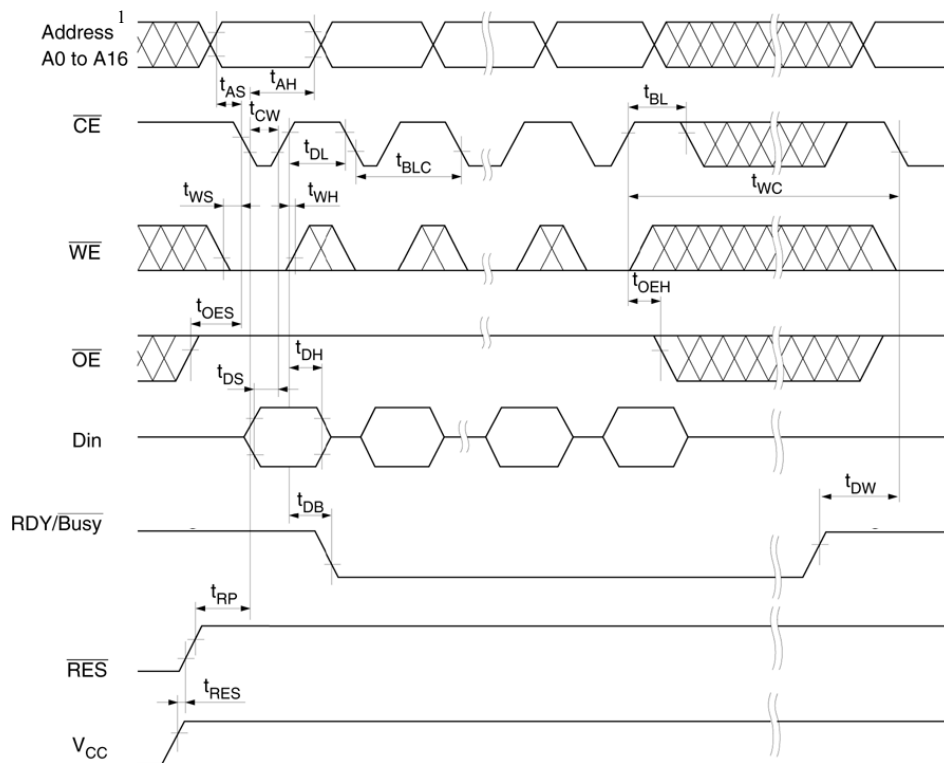 Address 1
A0 to A16
tAH
tAS
tCW
tBL
CE
tDL
tBLC
tWC
tWS
tWH
WE
tOEH
tOES
OE
tDH
tDS
Din
tDB
tDW
RDY/Busy
tRP
RES
tRES
VCC